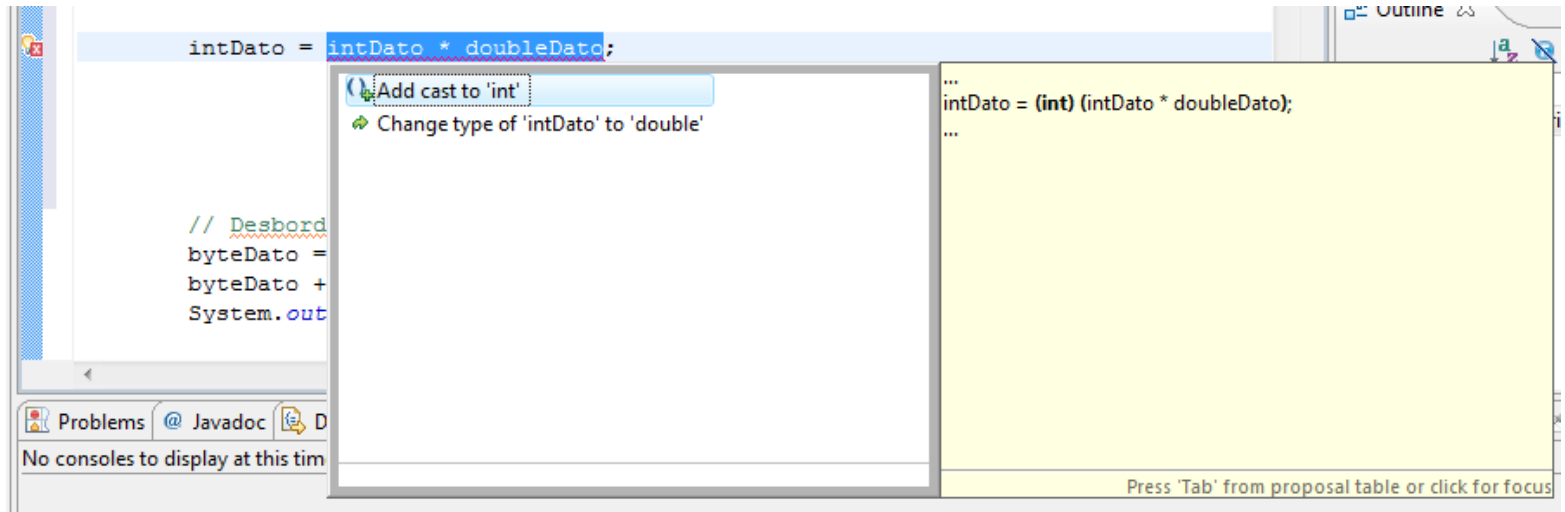 Outline
intDato = intDato * doubleDato;
Add cast to 'int'
Change type of 'intDato' to 'double'
...
intDato = (int) (intDato * doubleDato);
...
// Desbord
byteDato =
byteDato +
System.out
Problems @ Javadoc D
No consoles to display at this tim
Press 'Tab' from proposal table or click for focus